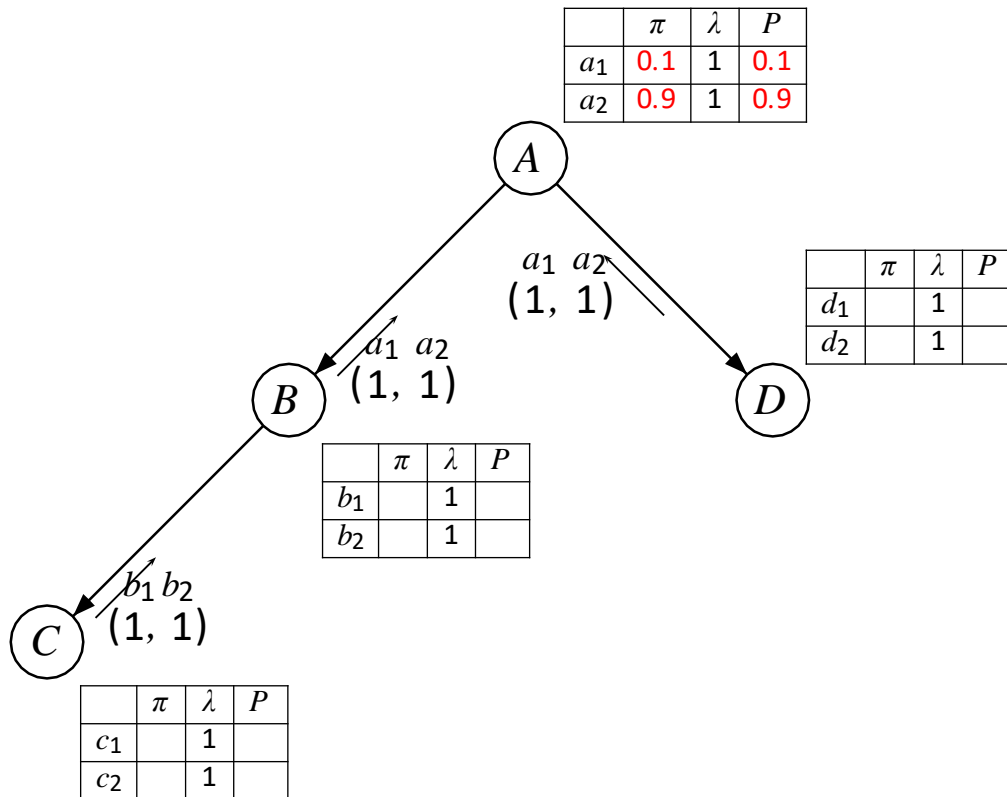 π λ P
a1 0.1 1 0.1
a2 0.9 1 0.9
A
a1 a2
(1, 1)
π λ P
d1 1
d2 1
a1 a2
(1, 1)
B
D
π λ P
b1 1
b2 1
b1 b2
(1, 1)
C
π λ P
c1 1
c2 1